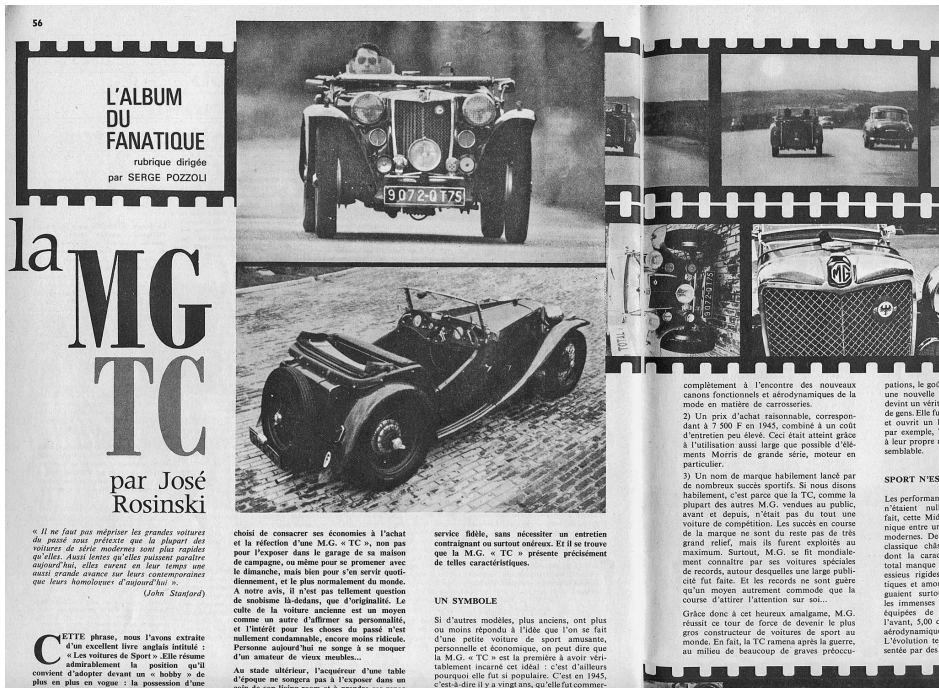 56
L'ALBUM
DU
FANATIQUE
rubrique dirigée
par SERGE POZZOLI
la
MG
TC
par José
Rosinski
9072-QT75
« Il ne faut pas mépriser les grandes voitures
du passé sous prétexte que la plupart des
voitures de série modernes sont plus rapides
qu'elles. Aussi lentes qu'elles puissent paraître
aujourd'hui, elles eurent en leur temps une
aussi grande avance sur leurs contemporaines
que leurs homologues d'aujourd'hui ».
(John Stanford)
CETTE phrase, nous l'avons extraite
d'un excellent livre anglais intitulé :
« Les voitures de Sport » .Elle résume
admirablement la position qu'il
convient d'adopter devant un « hobby » de
plus en plus en vogue : la possession d'une
choisi de consacrer ses économies à l'achat
et la réfection d'une M.G. « TC », non pas
pour l'exposer dans le garage de sa maison
de campagne, ou même pour se promener avec
le dimanche, mais bien pour s'en servir quoti-
diennement, et le plus normalement du monde.
A notre avis, il n'est pas tellement question
de snobisme là-dedans, que d'originalité. Le
culte de la voiture ancienne est un moyen
comme un autre d'affirmer sa personnalité,
et l'intérêt pour les choses du passé n'est
nullement condamnable, encore moins ridicule.
Personne aujourd'hui ne songe à se moquer
d'un amateur de vieux meubles...
Au stade ultérieur, l'acquéreur d'une table
d'époque ne songera pas à l'exposer dans un
service fidèle, sans nécessiter un entretien
contraignant ou surtout onéreux. Et il se trouve
que la M.G. « TC » présente précisément
de telles caractéristiques.
UN SYMBOLE
Si d'autres modèles, plus anciens, ont plus
ou moins répondu à l'idée que l'on se fait
d'une petite voiture de sport amusante,
personnelle et économique, on peut dire que
la M.G. « TC » est la première à avoir véri-
tablement incarné cet idéal : c'est d'ailleurs
pourquoi elle fut si populaire. C'est en 1945,
c'est-à-dire il y a vingt ans, qu'elle fut commer-
9072-QT75
MG
complètement à l'encontre des nouveaux
canons fonctionnels et aérodynamiques de la
mode en matière de carrosseries.
2) Un prix d'achat raisonnable, correspon-
dant à 7 500 F en 1945, combiné à un coût
d'entretien peu élevé. Ceci était atteint grâce
à l'utilisation aussi large que possible d'élé-
ments Morris de grande série, moteur en
particulier.
3) Un nom de marque habilement lancé par
de nombreux succès sportifs. Si nous disons
habilement, c'est parce que la TC, comme la
plupart des autres M.G. vendues au public,
avant et depuis, n'était pas du tout une
voiture de compétition. Les succès en course
de la marque ne sont du reste pas de très
grand relief, mais ils furent exploités au
maximum. Surtout, M.G. se fit mondiale-
ment connaître par ses voitures spéciales
de records, autour desquelles une large publi-
cité fut faite. Et les records ne sont guère
qu'un moyen autrement commode que la
course d'attirer l'attention sur soi...
Grâce donc à cet heureux amalgame, M.G.
réussit ce tour de force de devenir le plus
gros constructeur de voitures de sport au
monde. En fait, la TC ramena après la guerre,
au milieu de beaucoup de graves préoccu-
pations, le
une nouvelle
devint un
de gens. Elle
et ouvrit un
par exemple,
à leur propre
semblable.
SPORT
Les
n'étaient
fait, cette
nique entre
modernes. De
classique
dont la
total manque
essieux
tiques et
guaient
les immenses
équipées de
l'avant, 5,00
aérodynamique
L'évolution
sentée par des